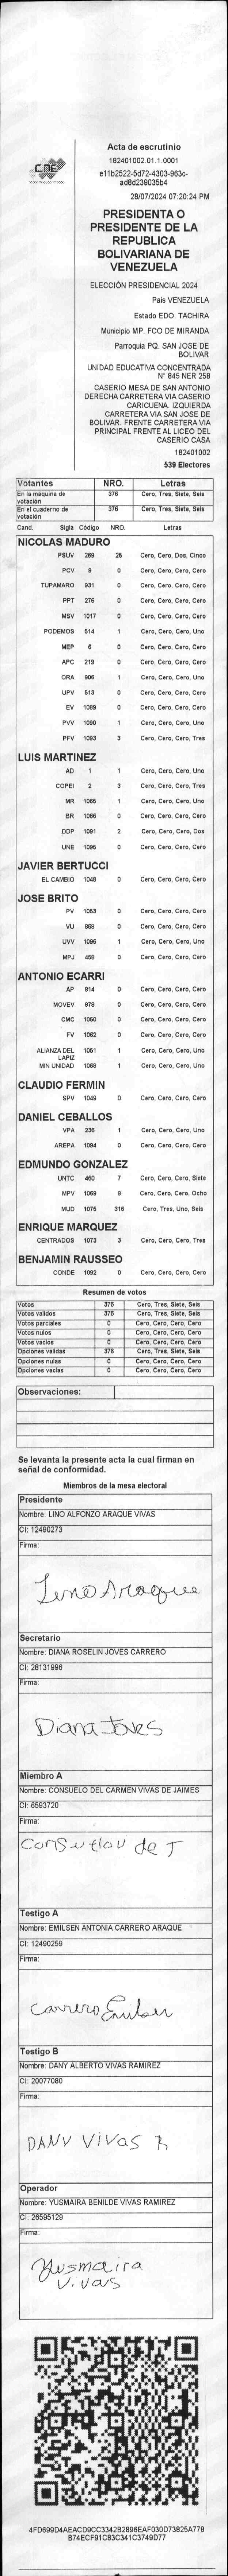 CNE
Acta de escrutinio
182401002.01.1.0001
e11b2522-5d72-4303-963c-
ad8d239035b4
28/07/2024 07:20:24 PM
PRESIDENTA O
PRESIDENTE DE LA
REPUBLICA
BOLIVARIANA DE
VENEZUELA
ELECCIÓN PRESIDENCIAL 2024
Pais VENEZUELA
Estado EDO. TACHIRA
Municipio MP. FCO DE MIRANDA
Parroquia PQ. SAN JOSE DE
BOLIVAR
UNIDAD EDUCATIVA CONCENTRADA
N° 845 NER 258
CASERIO MESA DE SAN ANTONIO
DERECHA CARRETERA VIA CASERIO
CARICUENA. IZQUIERDA
CARRETERA VIA SAN JOSE DE
BOLIVAR. FRENTE CARRETERA VIA
PRINCIPAL FRENTE AL LICEO DEL
CASERIO CASA
182401002
539 Electores
Votantes NRO. Letras
En la máquina de votación 376 Cero, Tres, Siete, Seis
En el cuaderno de votación 376 Cero, Tres, Siete, Seis
Cand. Sigla Código NRO. Letras
NICOLAS MADURO
PSUV 269 25 Cero, Cero, Dos, Cinco
PCV 9 0 Cero, Cero, Cero, Cero
TUPAMARO 931 0 Cero, Cero, Cero, Cero
PPT 276 0 Cero, Cero, Cero, Cero
MSV 1017 0 Cero, Cero, Cero, Cero
PODEMOS 514 1 Cero, Cero, Cero, Uno
MEP 6 0 Cero, Cero, Cero, Cero
APC 219 0 Cero, Cero, Cero, Cero
ORA 906 1 Cero, Cero, Cero, Uno
UPV 513 0 Cero, Cero, Cero, Cero
EV 1089 0 Cero, Cero, Cero, Cero
PVV 1090 1 Cero, Cero, Cero, Uno
PFV 1093 3 Cero, Cero, Cero, Tres
LUIS MARTINEZ
AD 1 1 Cero, Cero, Cero, Uno
COPEI 2 3 Cero, Cero, Cero, Tres
MR 1065 1 Cero, Cero, Cero, Uno
BR 1066 0 Cero, Cero, Cero, Cero
DDP 1091 2 Cero, Cero, Cero, Dos
UNE 1095 0 Cero, Cero, Cero, Cero
JAVIER BERTUCCI
EL CAMBIO 1048 0 Cero, Cero, Cero, Cero
JOSE BRITO
PV 1053 0 Cero, Cero, Cero, Cero
VU 869 0 Cero, Cero, Cero, Cero
UVV 1096 1 Cero, Cero, Cero, Uno
MPJ 458 0 Cero, Cero, Cero, Cero
ANTONIO ECARRI
AP 914 0 Cero, Cero, Cero, Cero
MOVEV 979 0 Cero, Cero, Cero, Cero
CMC 1050 0 Cero, Cero, Cero, Cero
FV 1062 0 Cero, Cero, Cero, Cero
ALIANZA DEL LAPIZ 1051 1 Cero, Cero, Cero, Uno
MIN UNIDAD 1068 1 Cero, Cero, Cero, Uno
CLAUDIO FERMIN
SPV 1049 0 Cero, Cero, Cero, Cero
DANIEL CEBALLOS
VPA 236 1 Cero, Cero, Cero, Uno
AREPA 1094 0 Cero, Cero, Cero, Cero
EDMUNDO GONZALEZ
UNTC 460 7 Cero, Cero, Cero, Siete
MPV 1069 8 Cero, Cero, Cero, Ocho
MUD 1075 316 Cero, Tres, Uno, Seis
ENRIQUE MARQUEZ
CENTRADOS 1073 3 Cero, Cero, Cero, Tres
BENJAMIN RAUSSEO
CONDE 1092 0 Cero, Cero, Cero, Cero
Resumen de votos
Votos 376 Cero, Tres, Siete, Seis
Votos validos 376 Cero, Tres, Siete, Seis
Votos parciales 0 Cero, Cero, Cero, Cero
Votos nulos 0 Cero, Cero, Cero, Cero
Votos vacios 0 Cero, Cero, Cero, Cero
Opciones validas 376 Cero, Tres, Siete, Seis
Opciones nulas 0 Cero, Cero, Cero, Cero
Opciones vacias 0 Cero, Cero, Cero, Cero
Observaciones:
Se levanta la presente acta la cual firman en
señal de conformidad.
Miembros de la mesa electoral
Presidente
Nombre: LINO ALFONZO ARAQUE VIVAS
CI: 12490273
Firma:
Lino Araque
Secretario
Nombre: DIANA ROSELIN JOVES CARRERO
CI: 28131996
Firma:
Diana Joves
Miembro A
Nombre: CONSUELO DEL CARMEN VIVAS DE JAIMES
CI: 6593720
Firma:
de J
Testigo A
Nombre: EMILSEN ANTONIA CARRERO ARAQUE
CI: 12490259
Firma:
Carrero Emilsen
Testigo B
Nombre: DANY ALBERTO VIVAS RAMIREZ
CI: 20077080
Firma:
DANY VIVAS R
Operador
Nombre: YUSMAIRA BENILDE VIVAS RAMIREZ
CI: 26595129
Firma:
Yusmaira
Vivas
4FD699D4AEACD9CC3342B2896EAF030D73825A778
B74ECF91C83C341C3749D77